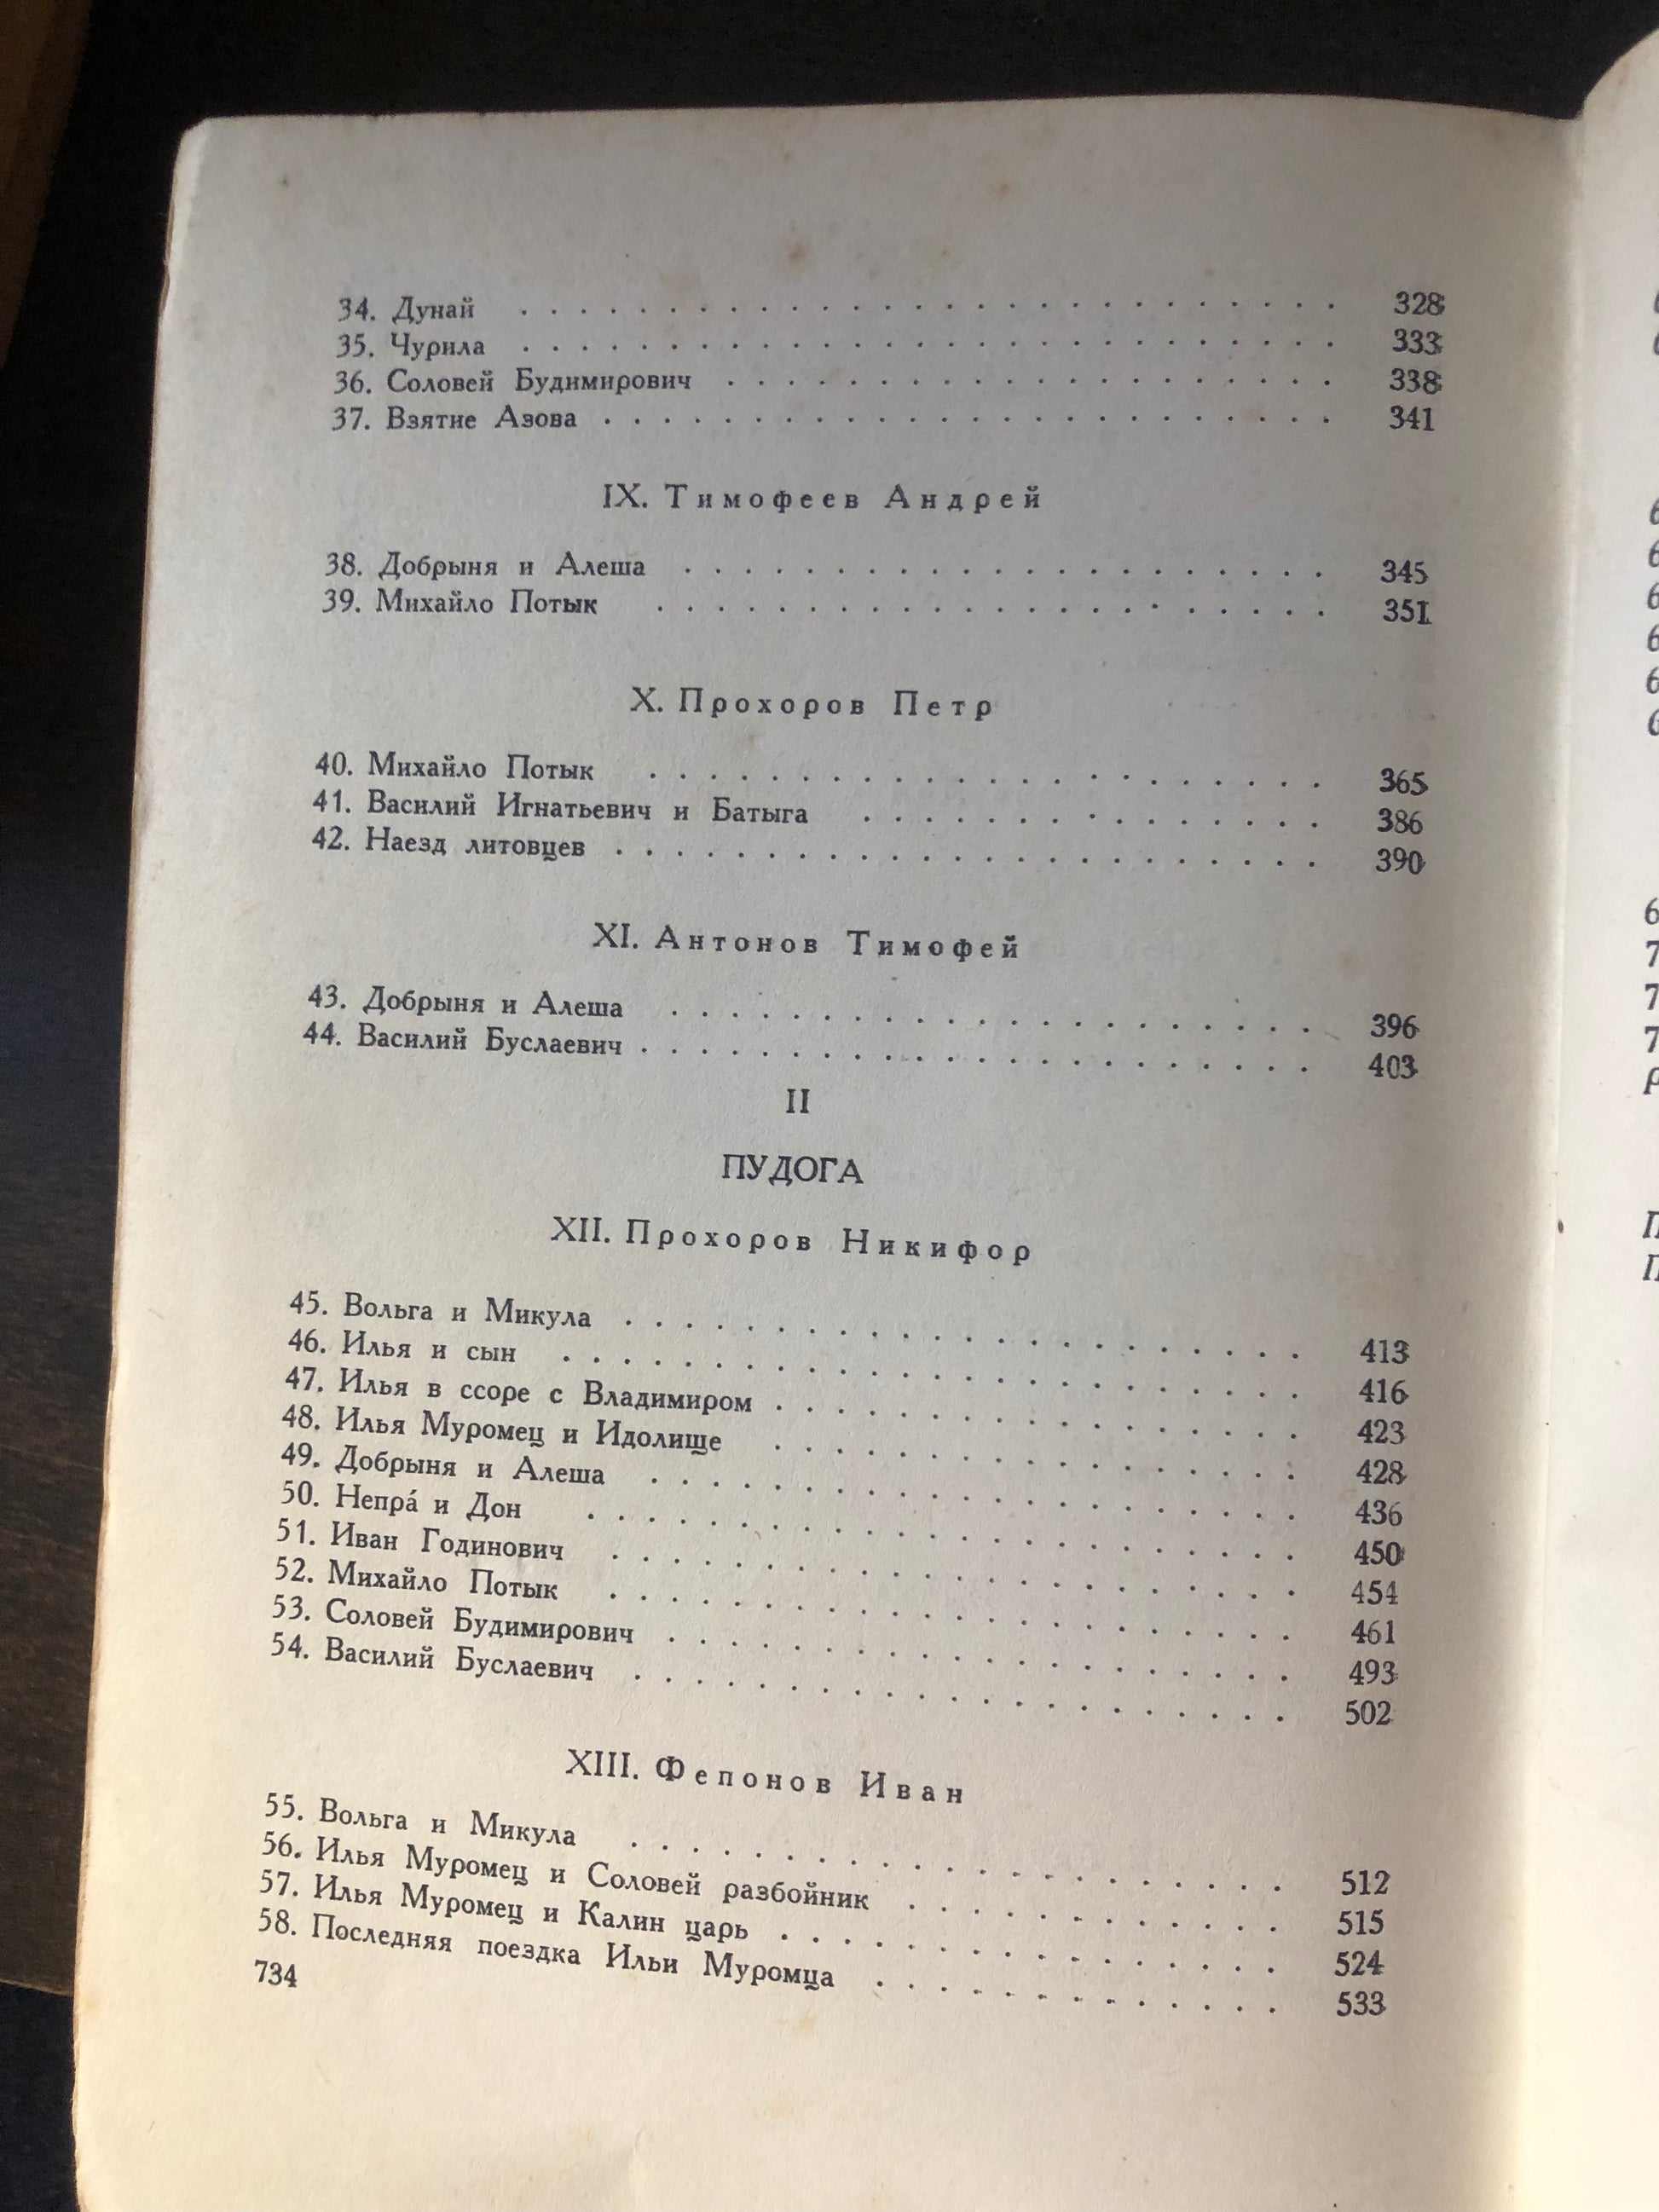 34. Дунай . . . . . . . . . . . . . . . . . . . . . . . . . . . . 328
35. Чурила . . . . . . . . . . . . . . . . . . . . . . . . . . . . 333
36. Соловей Будимирович . . . . . . . . . . . . . . . . . . . . . 338
37. Взятие Азова . . . . . . . . . . . . . . . . . . . . . . . . . 341
IX. Тимофеев Андрей
38. Добрыня и Алеша . . . . . . . . . . . . . . . . . . . . . . 345
39. Михайло Потык . . . . . . . . . . . . . . . . . . . . . . . 351
X. Прохоров Петр
40. Михайло Потык . . . . . . . . . . . . . . . . . . . . . . . 365
41. Василий Игнатьевич и Батыга . . . . . . . . . . . . . . . . 386
42. Наезд литовцев . . . . . . . . . . . . . . . . . . . . . . . . 390
XI. Антонов Тимофей
43. Добрыня и Алеша . . . . . . . . . . . . . . . . . . . . . . 396
44. Василий Буслаевич . . . . . . . . . . . . . . . . . . . . . . . 403
II
ПУДОГА
XII. Прохоров Никифор
45. Вольга и Микула . . . . . . . . . . . . . . . . . . . . . . . 413
46. Илья и сын . . . . . . . . . . . . . . . . . . . . . . . . . 416
47. Илья в ссоре с Владимиром . . . . . . . . . . . . . . . . . . 423
48. Илья Муромец и Идолище . . . . . . . . . . . . . . . . . . 428
49. Добрыня и Алеша . . . . . . . . . . . . . . . . . . . . . . 436
50. Непра́ и Дон . . . . . . . . . . . . . . . . . . . . . . . . 450
51. Иван Годинович . . . . . . . . . . . . . . . . . . . . . . . 454
52. Михайло Потык . . . . . . . . . . . . . . . . . . . . . . . 461
53. Соловей Будимирович . . . . . . . . . . . . . . . . . . . . . 493
54. Василий Буслаевич . . . . . . . . . . . . . . . . . . . . . . 502
XIII. Фепонов Иван
55. Вольга и Микула . . . . . . . . . . . . . . . . . . . . . . 512
56. Илья Муромец и Соловей разбойник . . . . . . . . . . . . . 515
57. Илья Муромец и Калин царь . . . . . . . . . . . . . . . . . 524
58. Последняя поездка Ильи Муромца . . . . . . . . . . . . . . 533
734